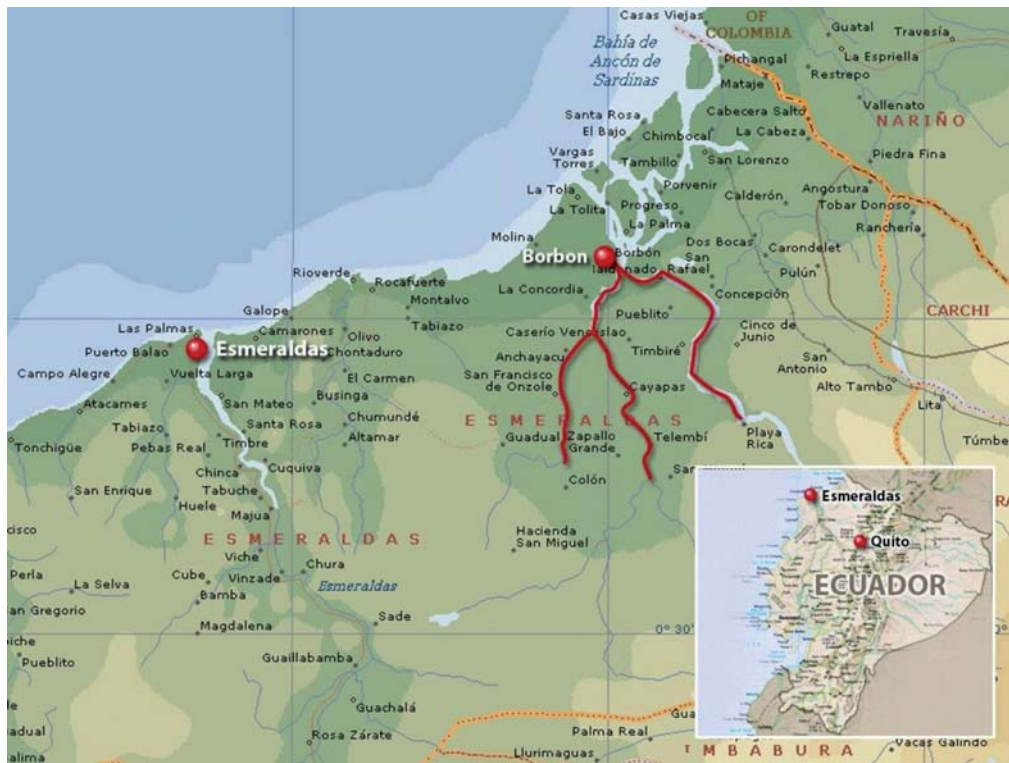 Casas Viejas
OF
COLOMBIA
Guatal
Travesía
Bahía de
Ancón de
Sardinas
La Espriella
Pichangal
Restrepo
Mataje
Vallenato
Santa Rosa
Cabecera Salto
NARIÑO
El Bajo
Chimbocal
La Cabeza
Vargas
Torres
Tambillo
San Lorenzo
Piedra Fina
La Tola
Porvenir
Calderón
Angostura
La Tolita
Progreso
Tobar Donoso
La Palma
Ranchería
Molina
Dos Bocas
Carondelet
Borbon
Borbón
San
Rafael
Pulún
Rioverde
Rocafuerte
La Concordia
Concepción
Galope
Montalvo
Pueblito
CARCHI
Las Palmas
Camarones
Olivo
Tabiazo
Caserío Venceslao
Cinco de
Junio
Puerto Balao
Esmeraldas
Chontaduro
Anchayacu
Timbiré
San
Antonio
Campo Alegre
Vuelta Larga
El Carmen
San Francisco
de Onzole
Cayapas
Alto Tambo
Atacames
San Mateo
Businga
Lita
Tabiazo
Santa Rosa
Chumundé
ESMERALDAS
Tonchigüe
Pebas Real
Timbre
Altamar
Guadual
Zapallo
Grande
Telembí
Playa
Rica
Túmbe
Chinca
Cuquiva
San Enrique
Tabuche
Colón
Huele
Majua
Esmeraldas
ESMERALDAS
Hacienda
San Miguel
Quito
Viche
Chura
Perla
La Selva
Cube
Vinzade
Esmeraldas
ECUADOR
Bamba
an Gregorio
Sade
Magdalena
0° 30'
iche
Pueblito
Guaillabamba
Guachalá
Gua
adual
Rosa Zárate
Palma Real
alima
Llurimaguas
IMBABURA
Vacas Galindo